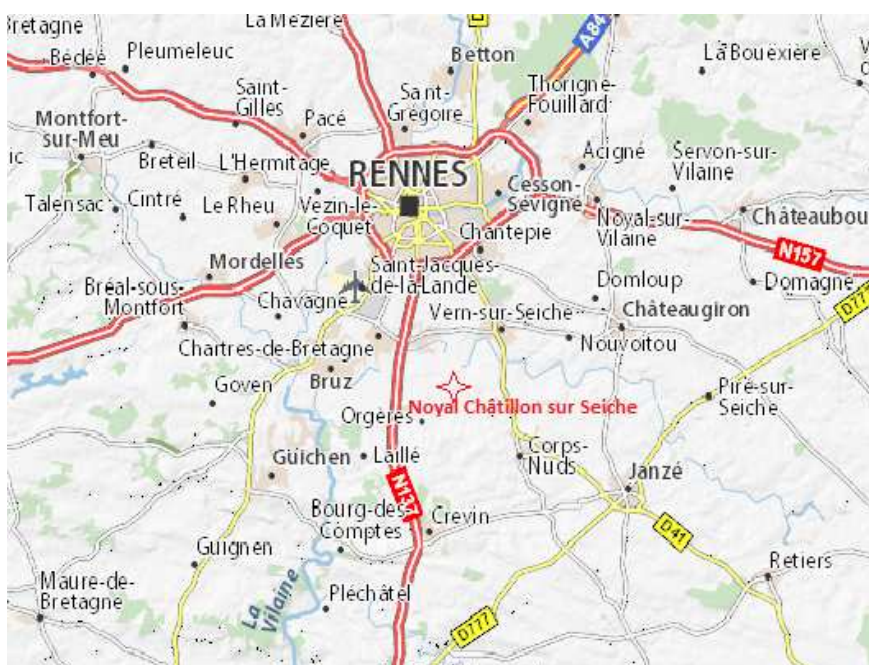 Bretagne
La Mézière
D
A84
Bédée
Pleumeleuc
Betton
La Bouëxière
V
Saint-
Gilles
Pacé
Saint-
Grégoire
Thorigné-
Fouillard
Montfort-
sur-Meu
Breteil
L'Hermitage
RENNES
Acigné
Servon-sur-
Vilaine
ic
Talensac
Cintré
Le Rheu
Vezin-le-
Coquet
Cesson-
Sévigné
Noyal-sur-
Vilaine
Châteaubou
Chantepie
N157
Mordelles
Saint-Jacques-
de-la-Lande
Domloup
Domagné
Bréal-sous-
Montfort
Chavagne
Vern-sur-Seiche
Châteaugiron
D777
Chartres-de-Bretagne
Nouvoitou
Bruz
Goven
Noyal Châtillon sur Seiche
Piré-sur-
Seiche
Orgères
Guichen
Laillé
Corps-
Nuds
Janzé
N137
Bourg-des-
Comptes
Crevin
D41
Guignen
Retiers
Maure-de-
Bretagne
La
Vilaine
Pléchâtel
D777